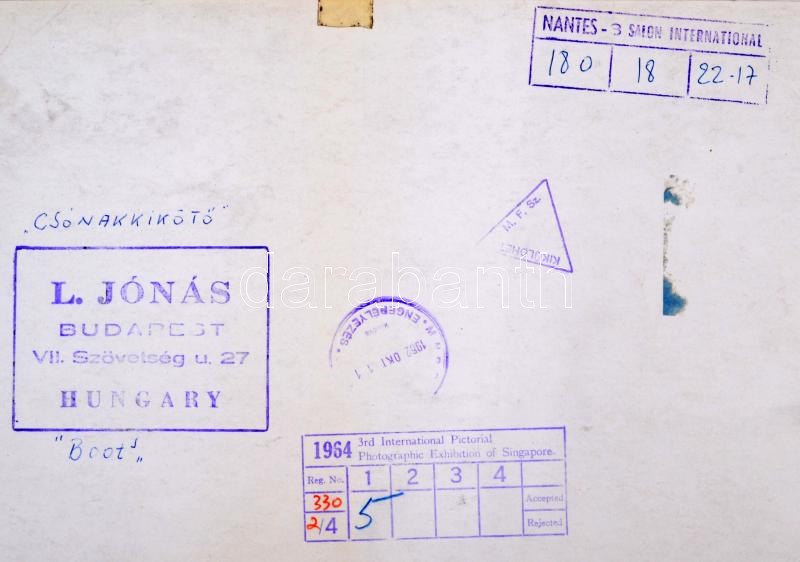 NANTES - 3 SALON INTERNATIONAL
180 18 22-17
M. F. Sz.
KIKÜLDHETŐ
"CSÓNAKKIKÖTŐ"
L. JÓNÁS
BUDAPEST
VII. Szövetség u. 27
HUNGARY
"Boot"
ENGEDÉLYEZÉS
1962 OKT
1964 3rd International Pictorial
Photographic Exhibition of Singapore.
Reg. No. 1 2 3 4
330 5 Accepted
2/4 Rejected
darabanth